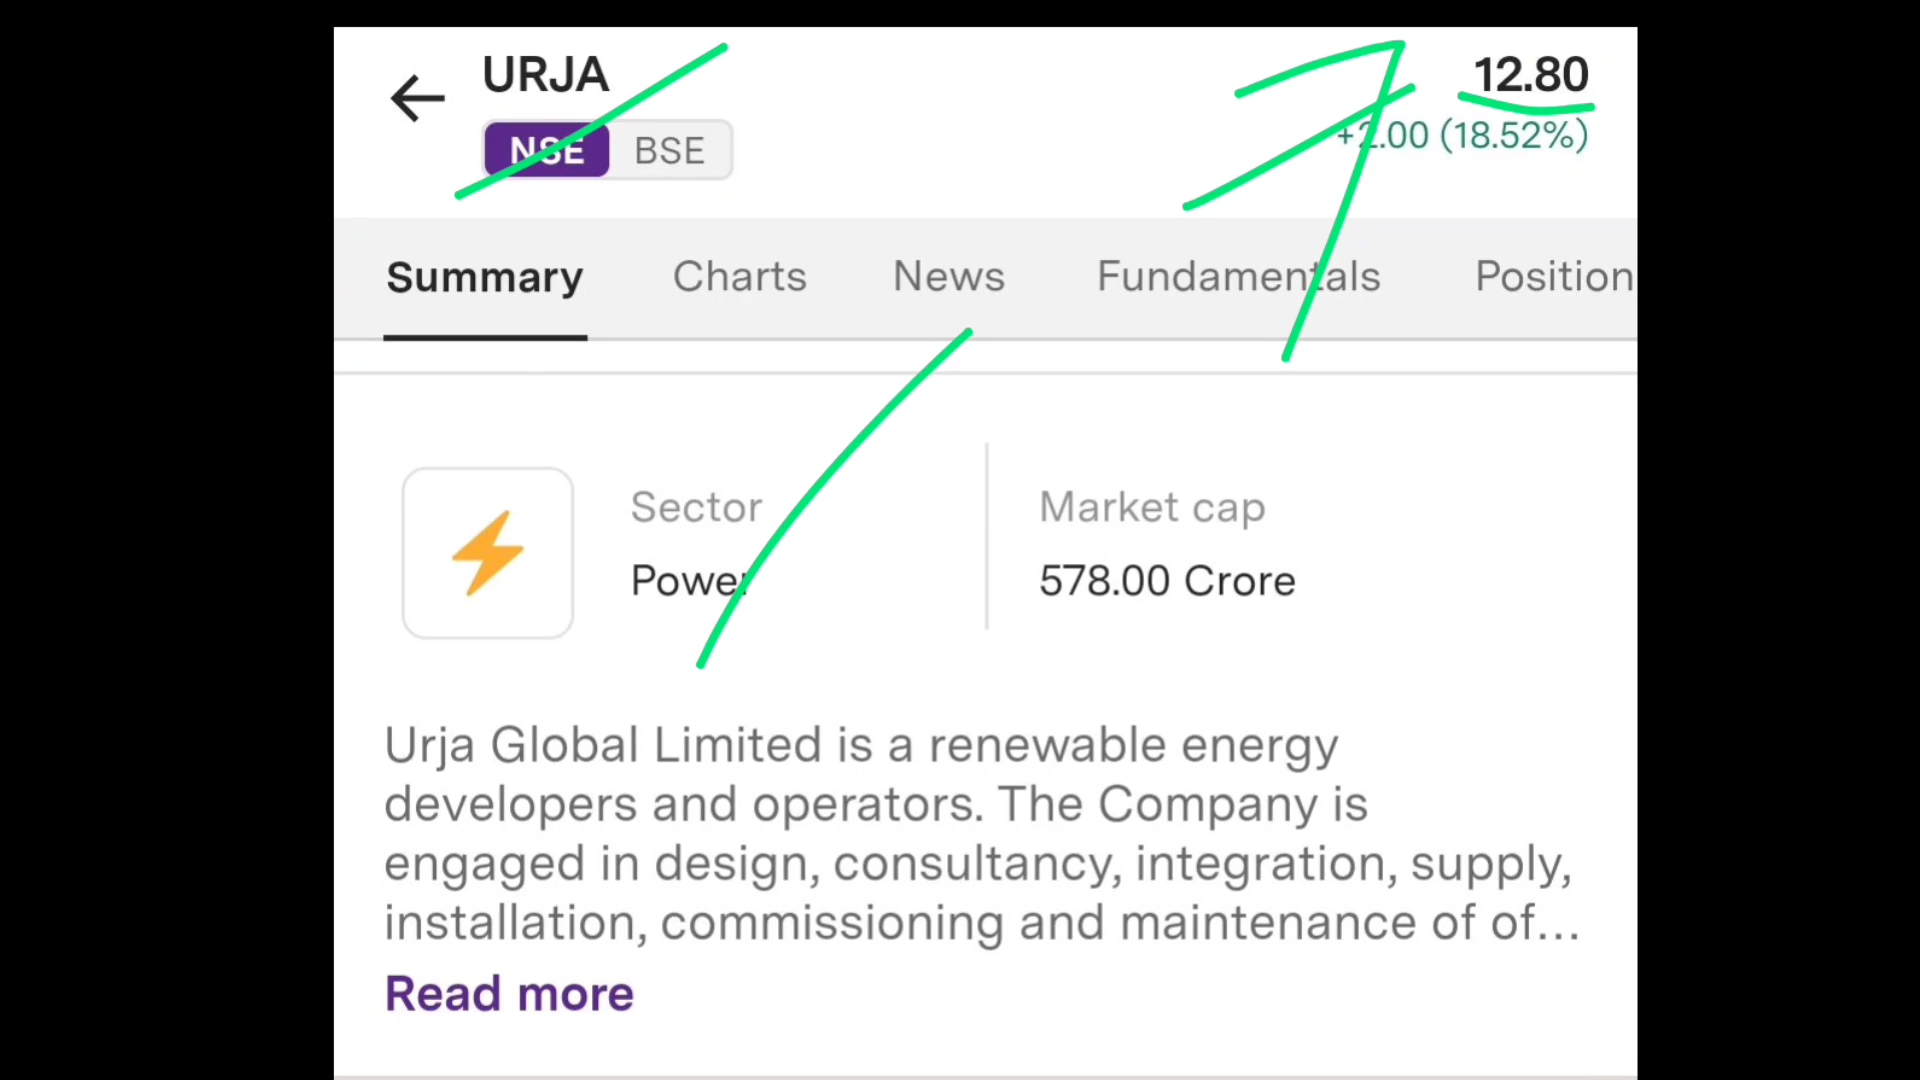 URJA
12.80
NSE BSE
+2.00 (18.52%)
Summary Charts News Fundamentals Position
Sector
Power
Market cap
578.00 Crore
Urja Global Limited is a renewable energy
developers and operators. The Company is
engaged in design, consultancy, integration, supply,
installation, commissioning and maintenance of of...
Read more